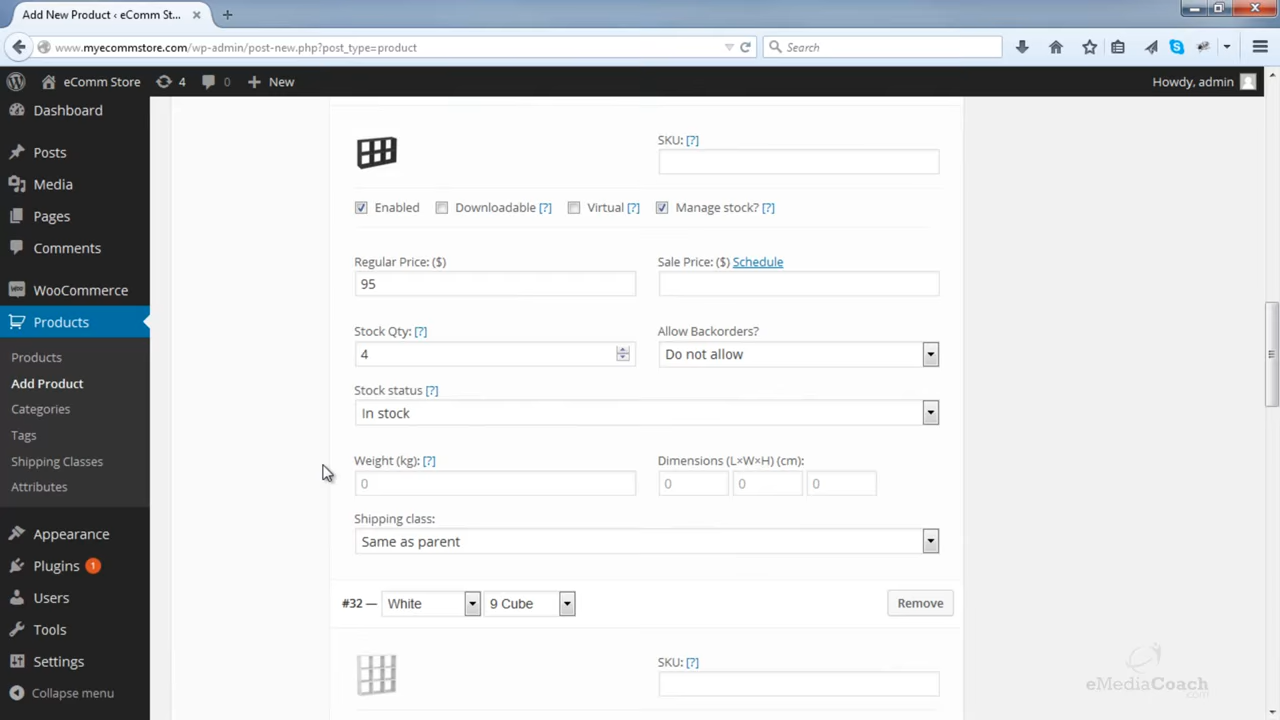 Add New Product ‹ eComm St...
www.myecommstore.com/wp-admin/post-new.php?post_type=product
Search
eComm Store
4
0
New
Howdy, admin
Dashboard
Posts
Media
Pages
Comments
WooCommerce
Products
Products
Add Product
Categories
Tags
Shipping Classes
Attributes
Appearance
Plugins 1
Users
Tools
Settings
Collapse menu
SKU: [?]
Enabled Downloadable [?] Virtual [?] Manage stock? [?]
Regular Price: ($)
95
Sale Price: ($) Schedule
Stock Qty: [?]
4
Allow Backorders?
Do not allow
Stock status [?]
In stock
Weight (kg): [?]
0
Dimensions (L×W×H) (cm):
0 0 0
Shipping class:
Same as parent
#32 — White 9 Cube Remove
SKU: [?]
eMediaCoach
.com